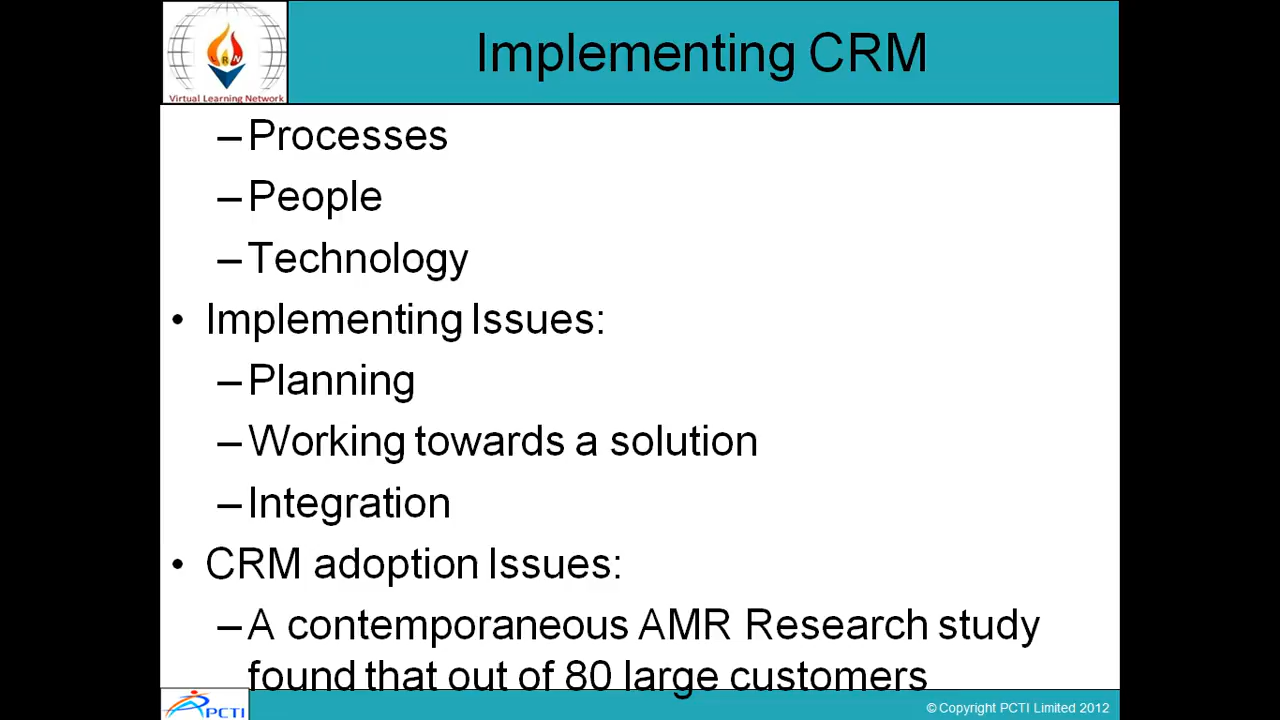 Implementing CRM
LRN
Virtual Learning Network
–Processes
–People
–Technology
• Implementing Issues:
–Planning
–Working towards a solution
–Integration
• CRM adoption Issues:
–A contemporaneous AMR Research study
found that out of 80 large customers
PCTI
© Copyright PCTI Limited 2012